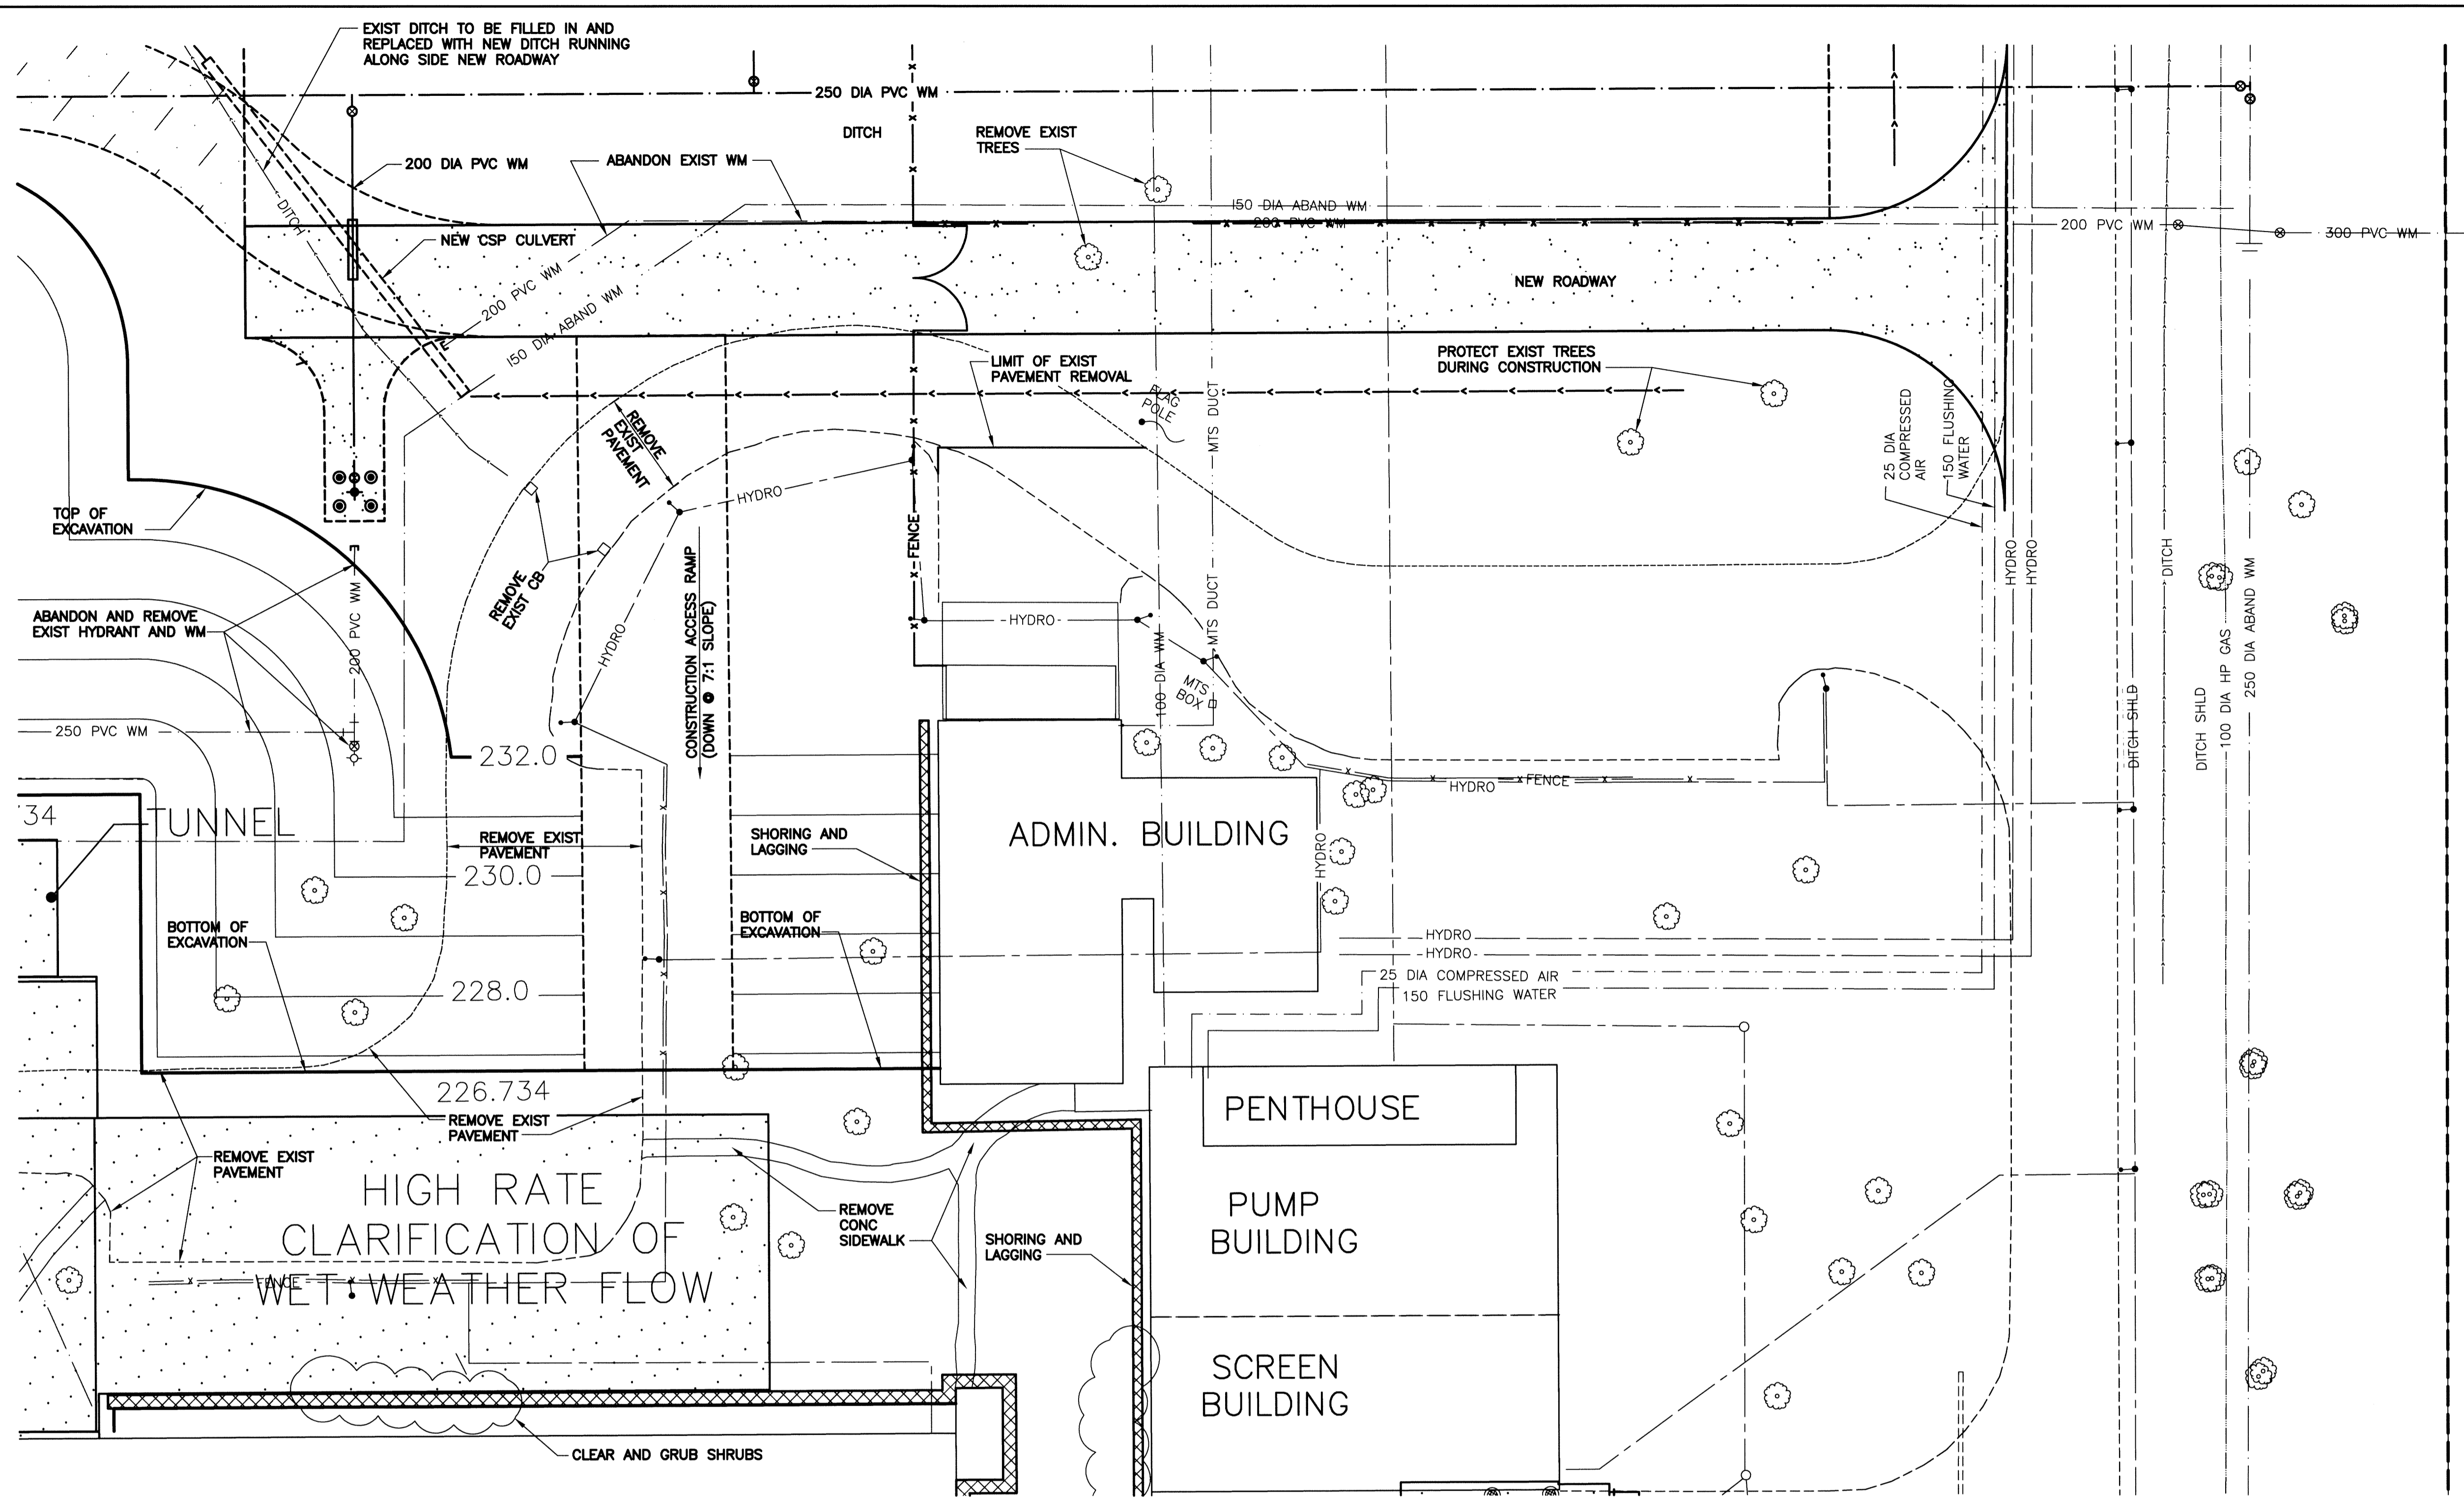 EXIST DITCH TO BE FILLED IN AND
REPLACED WITH NEW DITCH RUNNING
ALONG SIDE NEW ROADWAY
250 DIA PVC WM
DITCH
REMOVE EXIST
TREES
200 DIA PVC WM
ABANDON EXIST WM
DITCH
150 DIA ABAND WM
200 PVC WM
200 PVC WM
300 PVC WM
NEW CSP CULVERT
200 PVC WM
150 DIA ABAND WM
NEW ROADWAY
LIMIT OF EXIST
PAVEMENT REMOVAL
PROTECT EXIST TREES
DURING CONSTRUCTION
FLAG
POLE
MTS DUCT
25 DIA
COMPRESSED
AIR
150 FLUSHING
WATER
REMOVE
EXIST
PAVEMENT
HYDRO
TOP OF
EXCAVATION
FENCE
REMOVE
EXIST CB
CONSTRUCTION ACCESS RAMP
(DOWN @ 7:1 SLOPE)
HYDRO
HYDRO
DITCH
ABANDON AND REMOVE
EXIST HYDRANT AND WM
200 PVC WM
HYDRO
HYDRO
MTS DUCT
100 DIA WM
MTS
BOX
DITCH SHLD
DITCH SHLD
100 DIA HP GAS
250 DIA ABAND WM
250 PVC WM
232.0
HYDRO
FENCE
34
TUNNEL
REMOVE EXIST
PAVEMENT
SHORING AND
LAGGING
ADMIN. BUILDING
HYDRO
230.0
BOTTOM OF
EXCAVATION
BOTTOM OF
EXCAVATION
HYDRO
HYDRO
25 DIA COMPRESSED AIR
150 FLUSHING WATER
228.0
226.734
REMOVE EXIST
PAVEMENT
PENTHOUSE
REMOVE EXIST
PAVEMENT
HIGH RATE
CLARIFICATION OF
WET WEATHER FLOW
FENCE
REMOVE
CONC
SIDEWALK
SHORING AND
LAGGING
PUMP
BUILDING
SCREEN
BUILDING
CLEAR AND GRUB SHRUBS